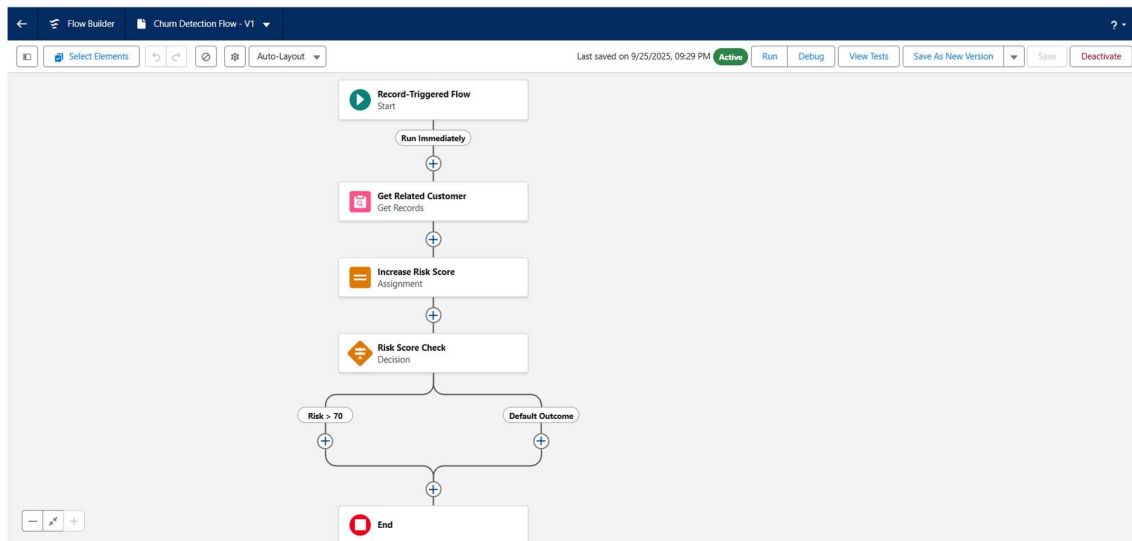 Flow Builder
Churn Detection Flow - V1
?
Select Elements
Auto-Layout
Last saved on 9/25/2025, 09:29 PM
Active
Run
Debug
View Tests
Save As New Version
Save
Deactivate
Record-Triggered Flow
Start
Run Immediately
Get Related Customer
Get Records
Increase Risk Score
Assignment
Risk Score Check
Decision
Risk > 70
Default Outcome
End